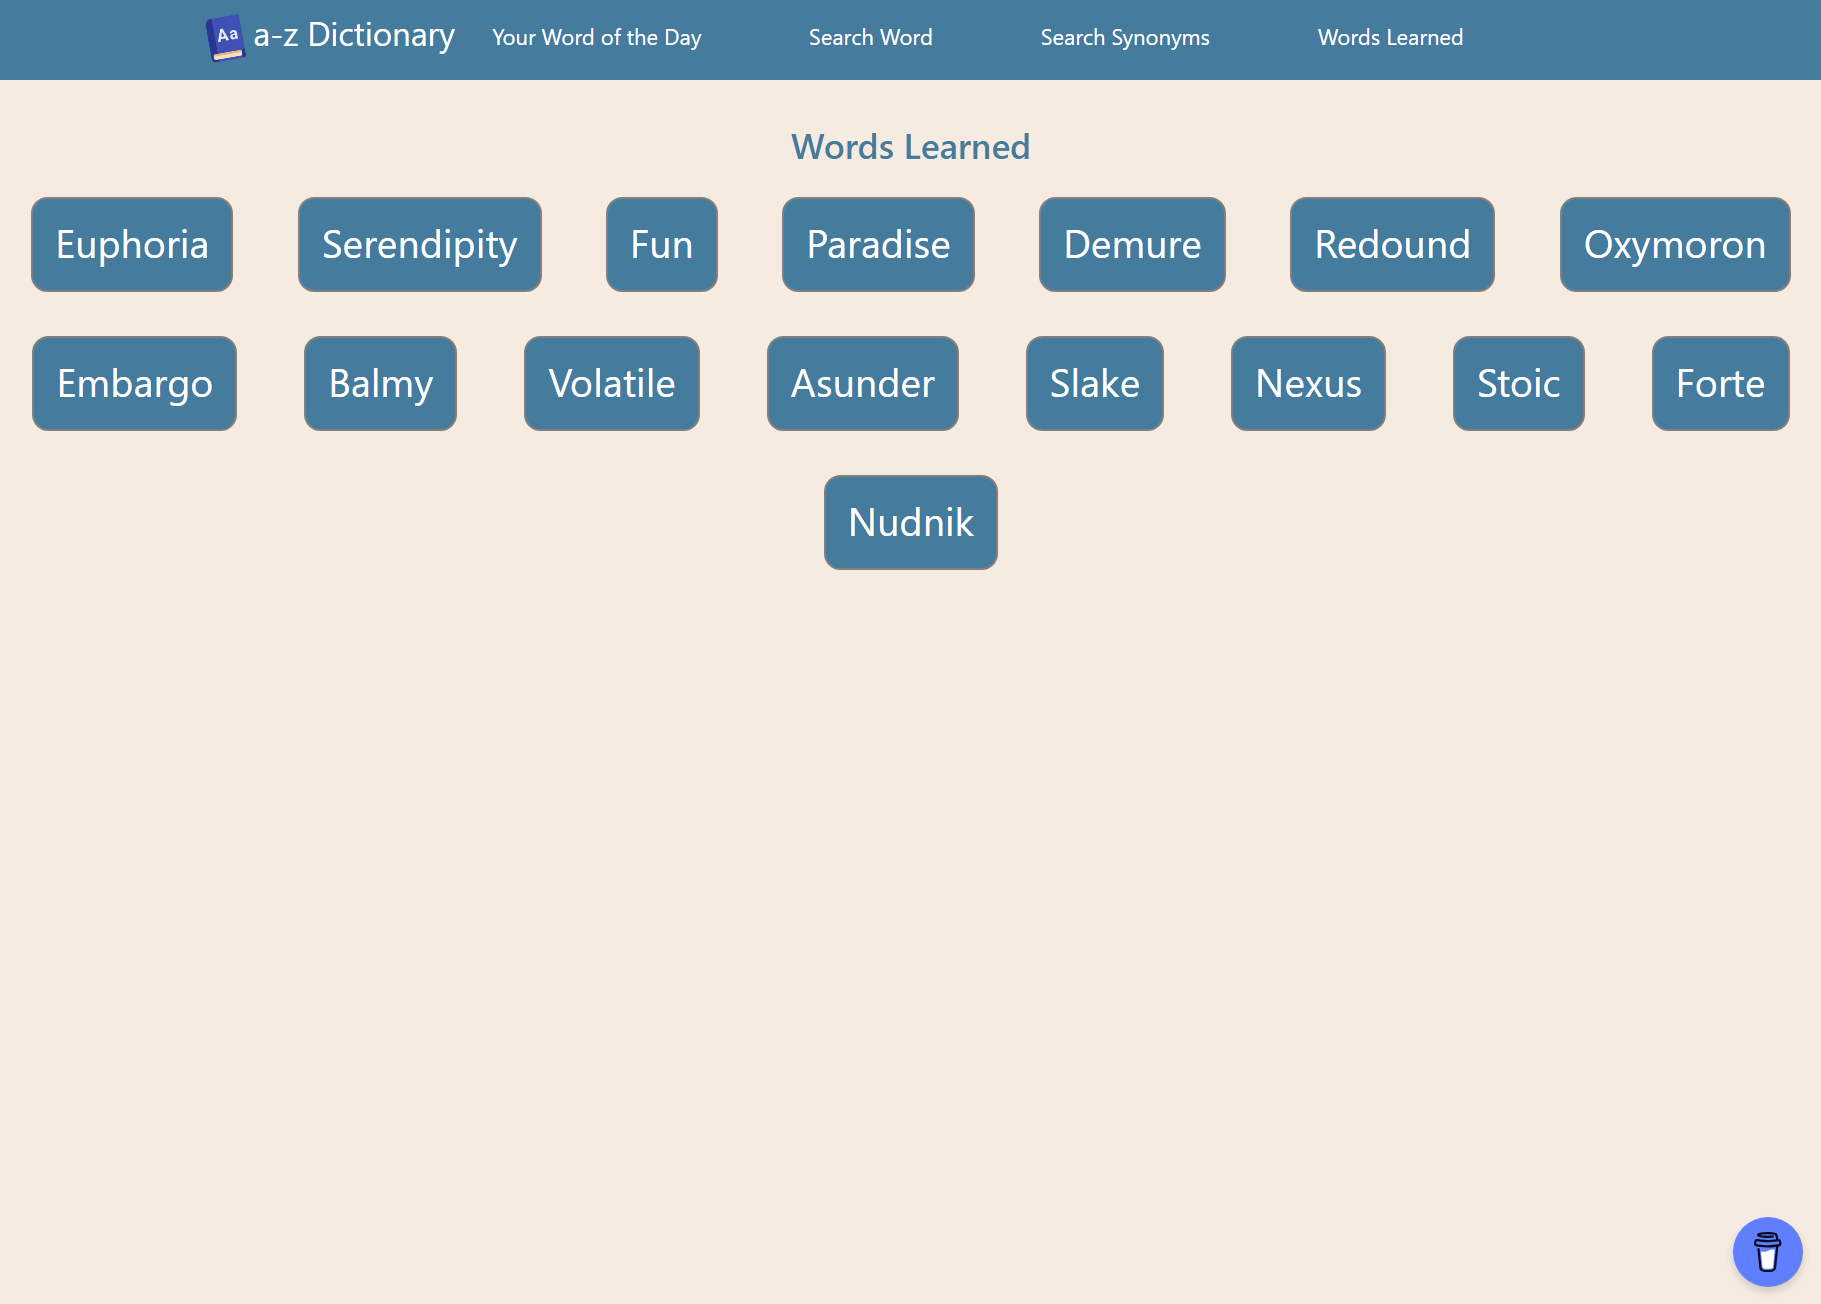 Aa a-z Dictionary Your Word of the Day Search Word Search Synonyms Words Learned
Words Learned
Euphoria Serendipity Fun Paradise Demure Redound Oxymoron
Embargo Balmy Volatile Asunder Slake Nexus Stoic Forte
Nudnik